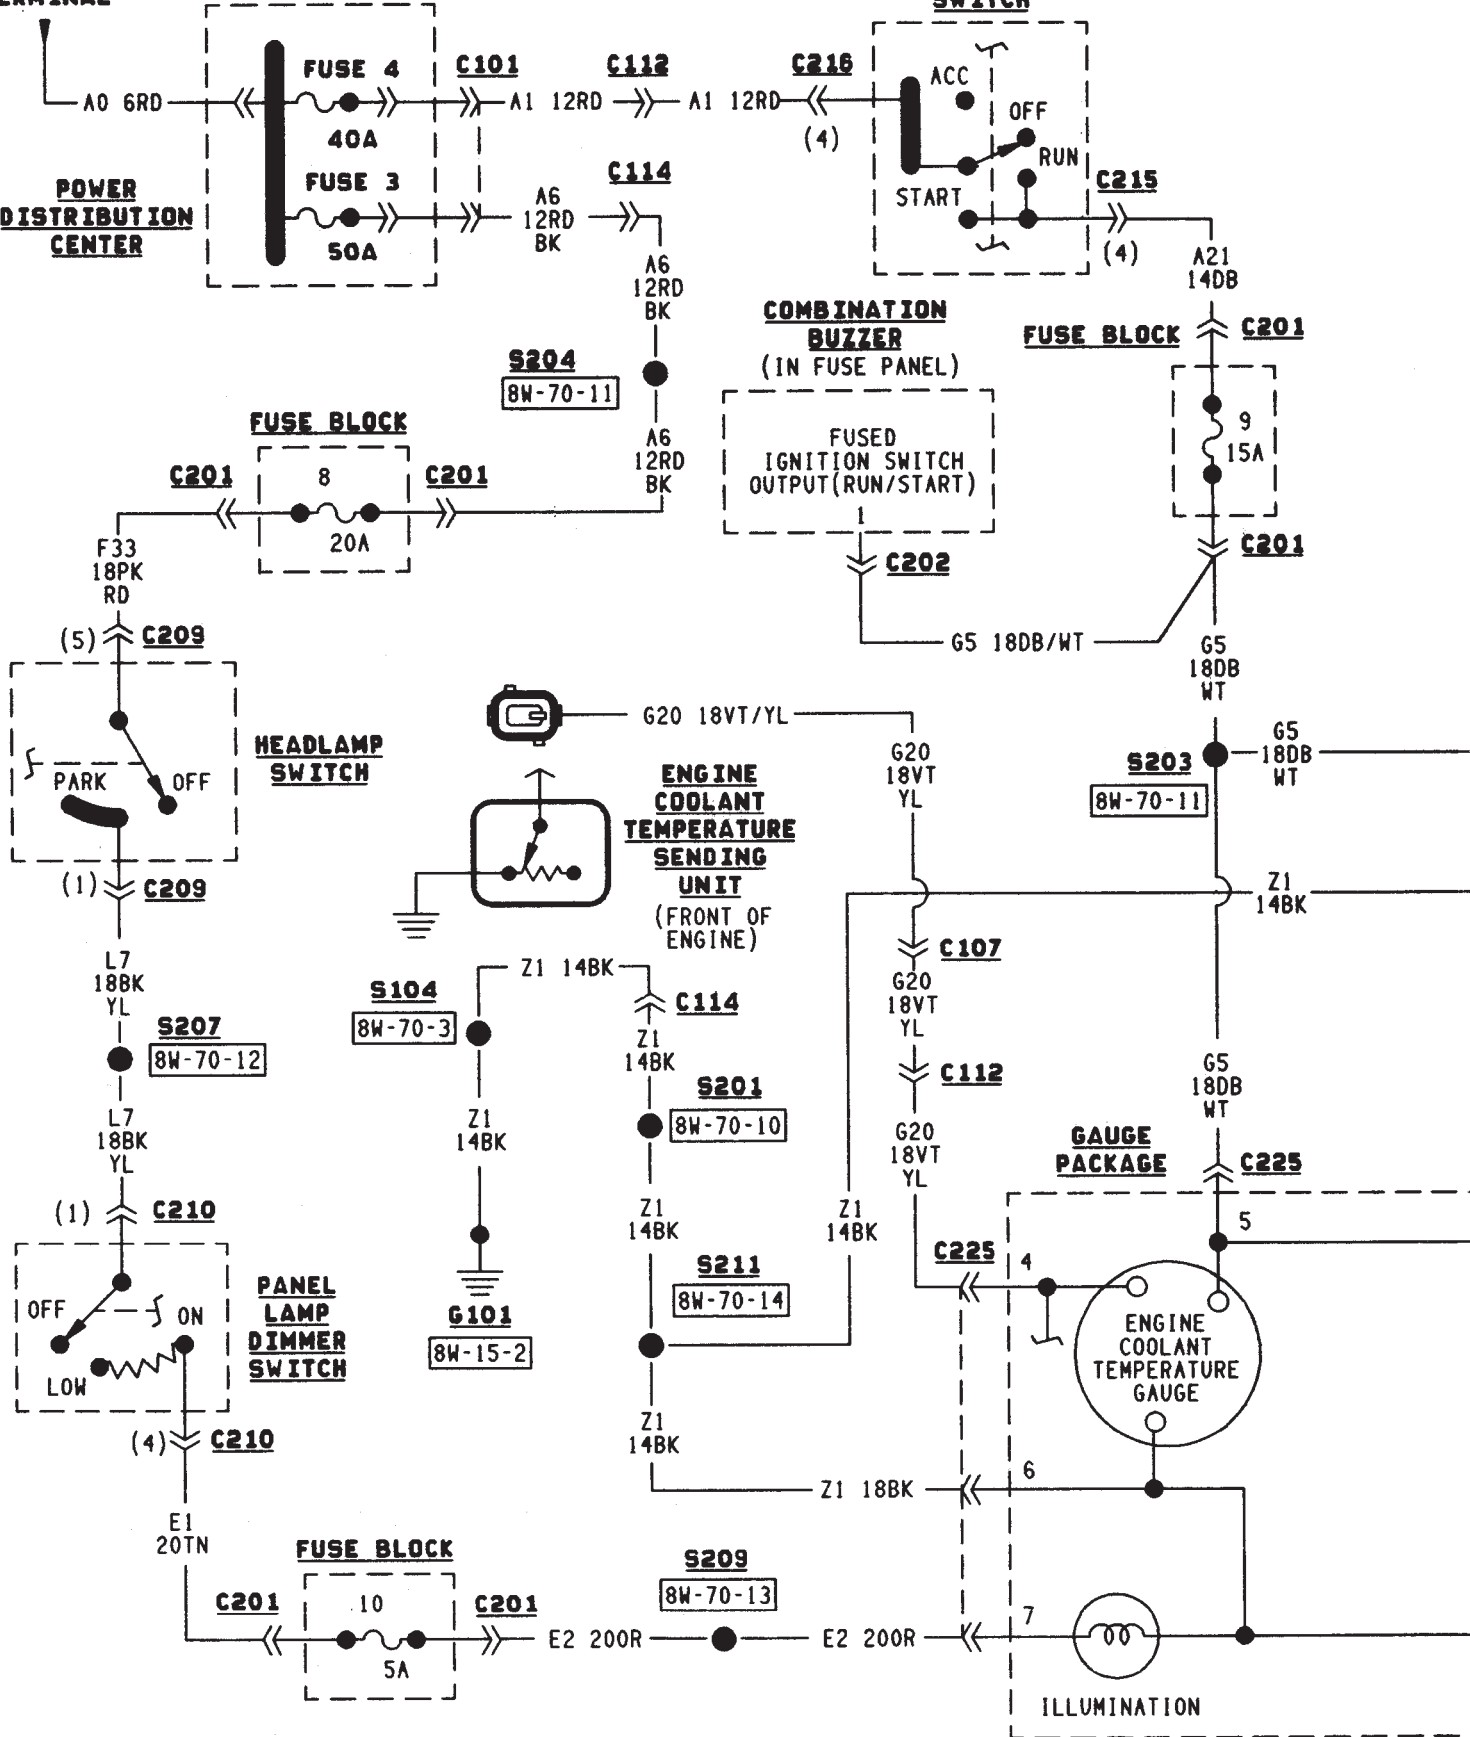 FUSE 4
C101
C112
C216
ACC
A0 6RD
A1 12RD
A1 12RD
OFF
40A
(4)
RUN
FUSE 3
C114
C215
START
POWER
DISTRIBUTION
CENTER
A6
12RD
BK
50A
(4)
A6
12RD
BK
A21
14DB
COMBINATION
BUZZER
(IN FUSE PANEL)
FUSE BLOCK
C201
S204
8W-70-11
FUSE BLOCK
9
15A
A6
12RD
BK
FUSED
IGNITION SWITCH
OUTPUT(RUN/START)
1
C201
8
C201
20A
C202
C201
F33
18PK
RD
(5)
C209
G5 18DB/WT
G5
18DB
WT
G20 18VT/YL
HEADLAMP
SWITCH
PARK
OFF
G20
18VT
YL
S203
8W-70-11
G5
18DB
WT
ENGINE
COOLANT
TEMPERATURE
SENDING
UNIT
(FRONT OF
ENGINE)
(1)
C209
Z1
14BK
L7
18BK
YL
Z1 14BK
C107
S104
8W-70-3
C114
G20
18VT
YL
S207
8W-70-12
Z1
14BK
C112
G5
18DB
WT
S201
8W-70-10
L7
18BK
YL
Z1
14BK
G20
18VT
YL
GAUGE
PACKAGE
C225
(1)
C210
Z1
14BK
Z1
14BK
5
C225
4
S211
8W-70-14
PANEL
LAMP
DIMMER
SWITCH
OFF
ON
LOW
G101
8W-15-2
ENGINE
COOLANT
TEMPERATURE
GAUGE
(4)
C210
Z1
14BK
Z1 18BK
6
E1
20TN
FUSE BLOCK
S209
8W-70-13
C201
10
C201
5A
E2 20OR
E2 20OR
7
ILLUMINATION